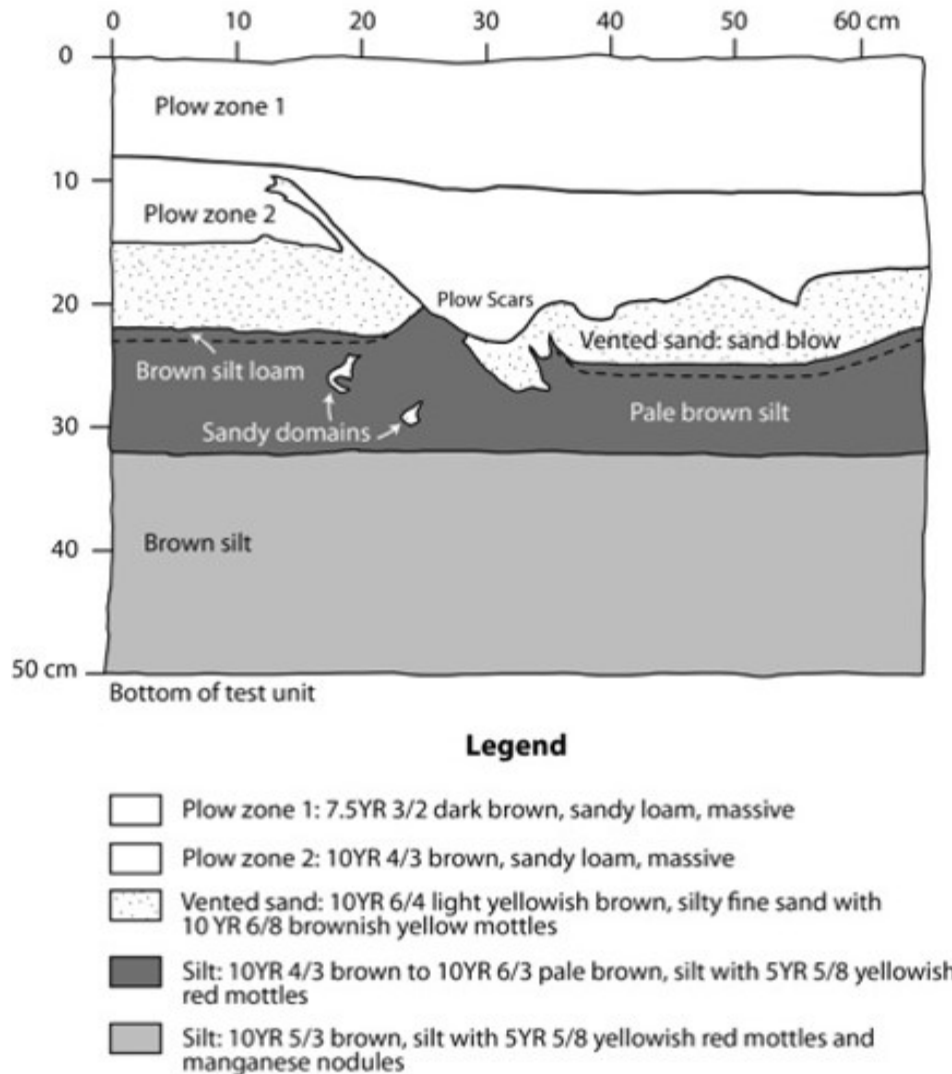 0 10 20 30 40 50 60 cm
0
Plow zone 1
10
Plow zone 2
20
Plow Scars
Vented sand: sand blow
Brown silt loam
Pale brown silt
30
Sandy domains
40
Brown silt
50 cm
Bottom of test unit
Legend
Plow zone 1: 7.5YR 3/2 dark brown, sandy loam, massive
Plow zone 2: 10YR 4/3 brown, sandy loam, massive
Vented sand: 10YR 6/4 light yellowish brown, silty fine sand with
10 YR 6/8 brownish yellow mottles
Silt: 10YR 4/3 brown to 10YR 6/3 pale brown, silt with 5YR 5/8 yellowish
red mottles
Silt: 10YR 5/3 brown, silt with 5YR 5/8 yellowish red mottles and
manganese nodules